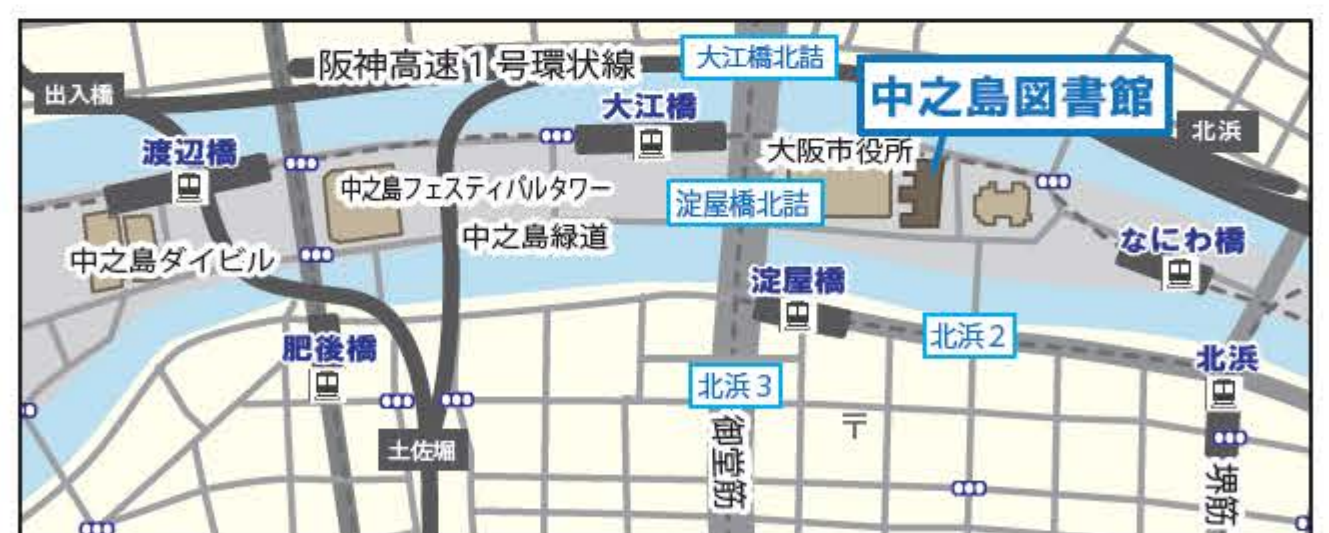 阪神高速1号環状線
大江橋北詰
出入橋
中之島図書館
大江橋
北浜
渡辺橋
大阪市役所
中之島フェスティバルタワー
淀屋橋北詰
中之島緑道
なにわ橋
中之島ダイビル
淀屋橋
北浜2
肥後橋
北浜
北浜3
土佐堀
御堂筋
〒
堺筋